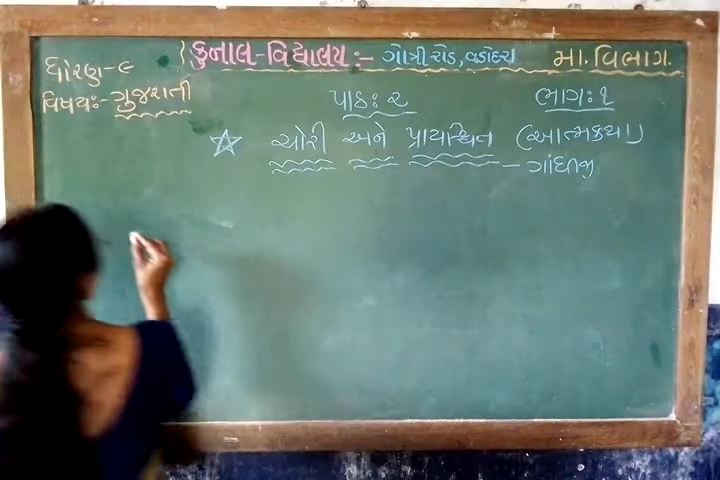 કુનાલ-વિદ્યાલય :- ગોત્રી રોડ, વડોદરા મા. વિભાગ.
ધોરણ-૯
વિષય:- ગુજરાતી
પાઠ: ૨ ભાગ: ૧
ચોરી અને પ્રાયશ્ચિત (આત્મકથા)
- ગાંધીજી